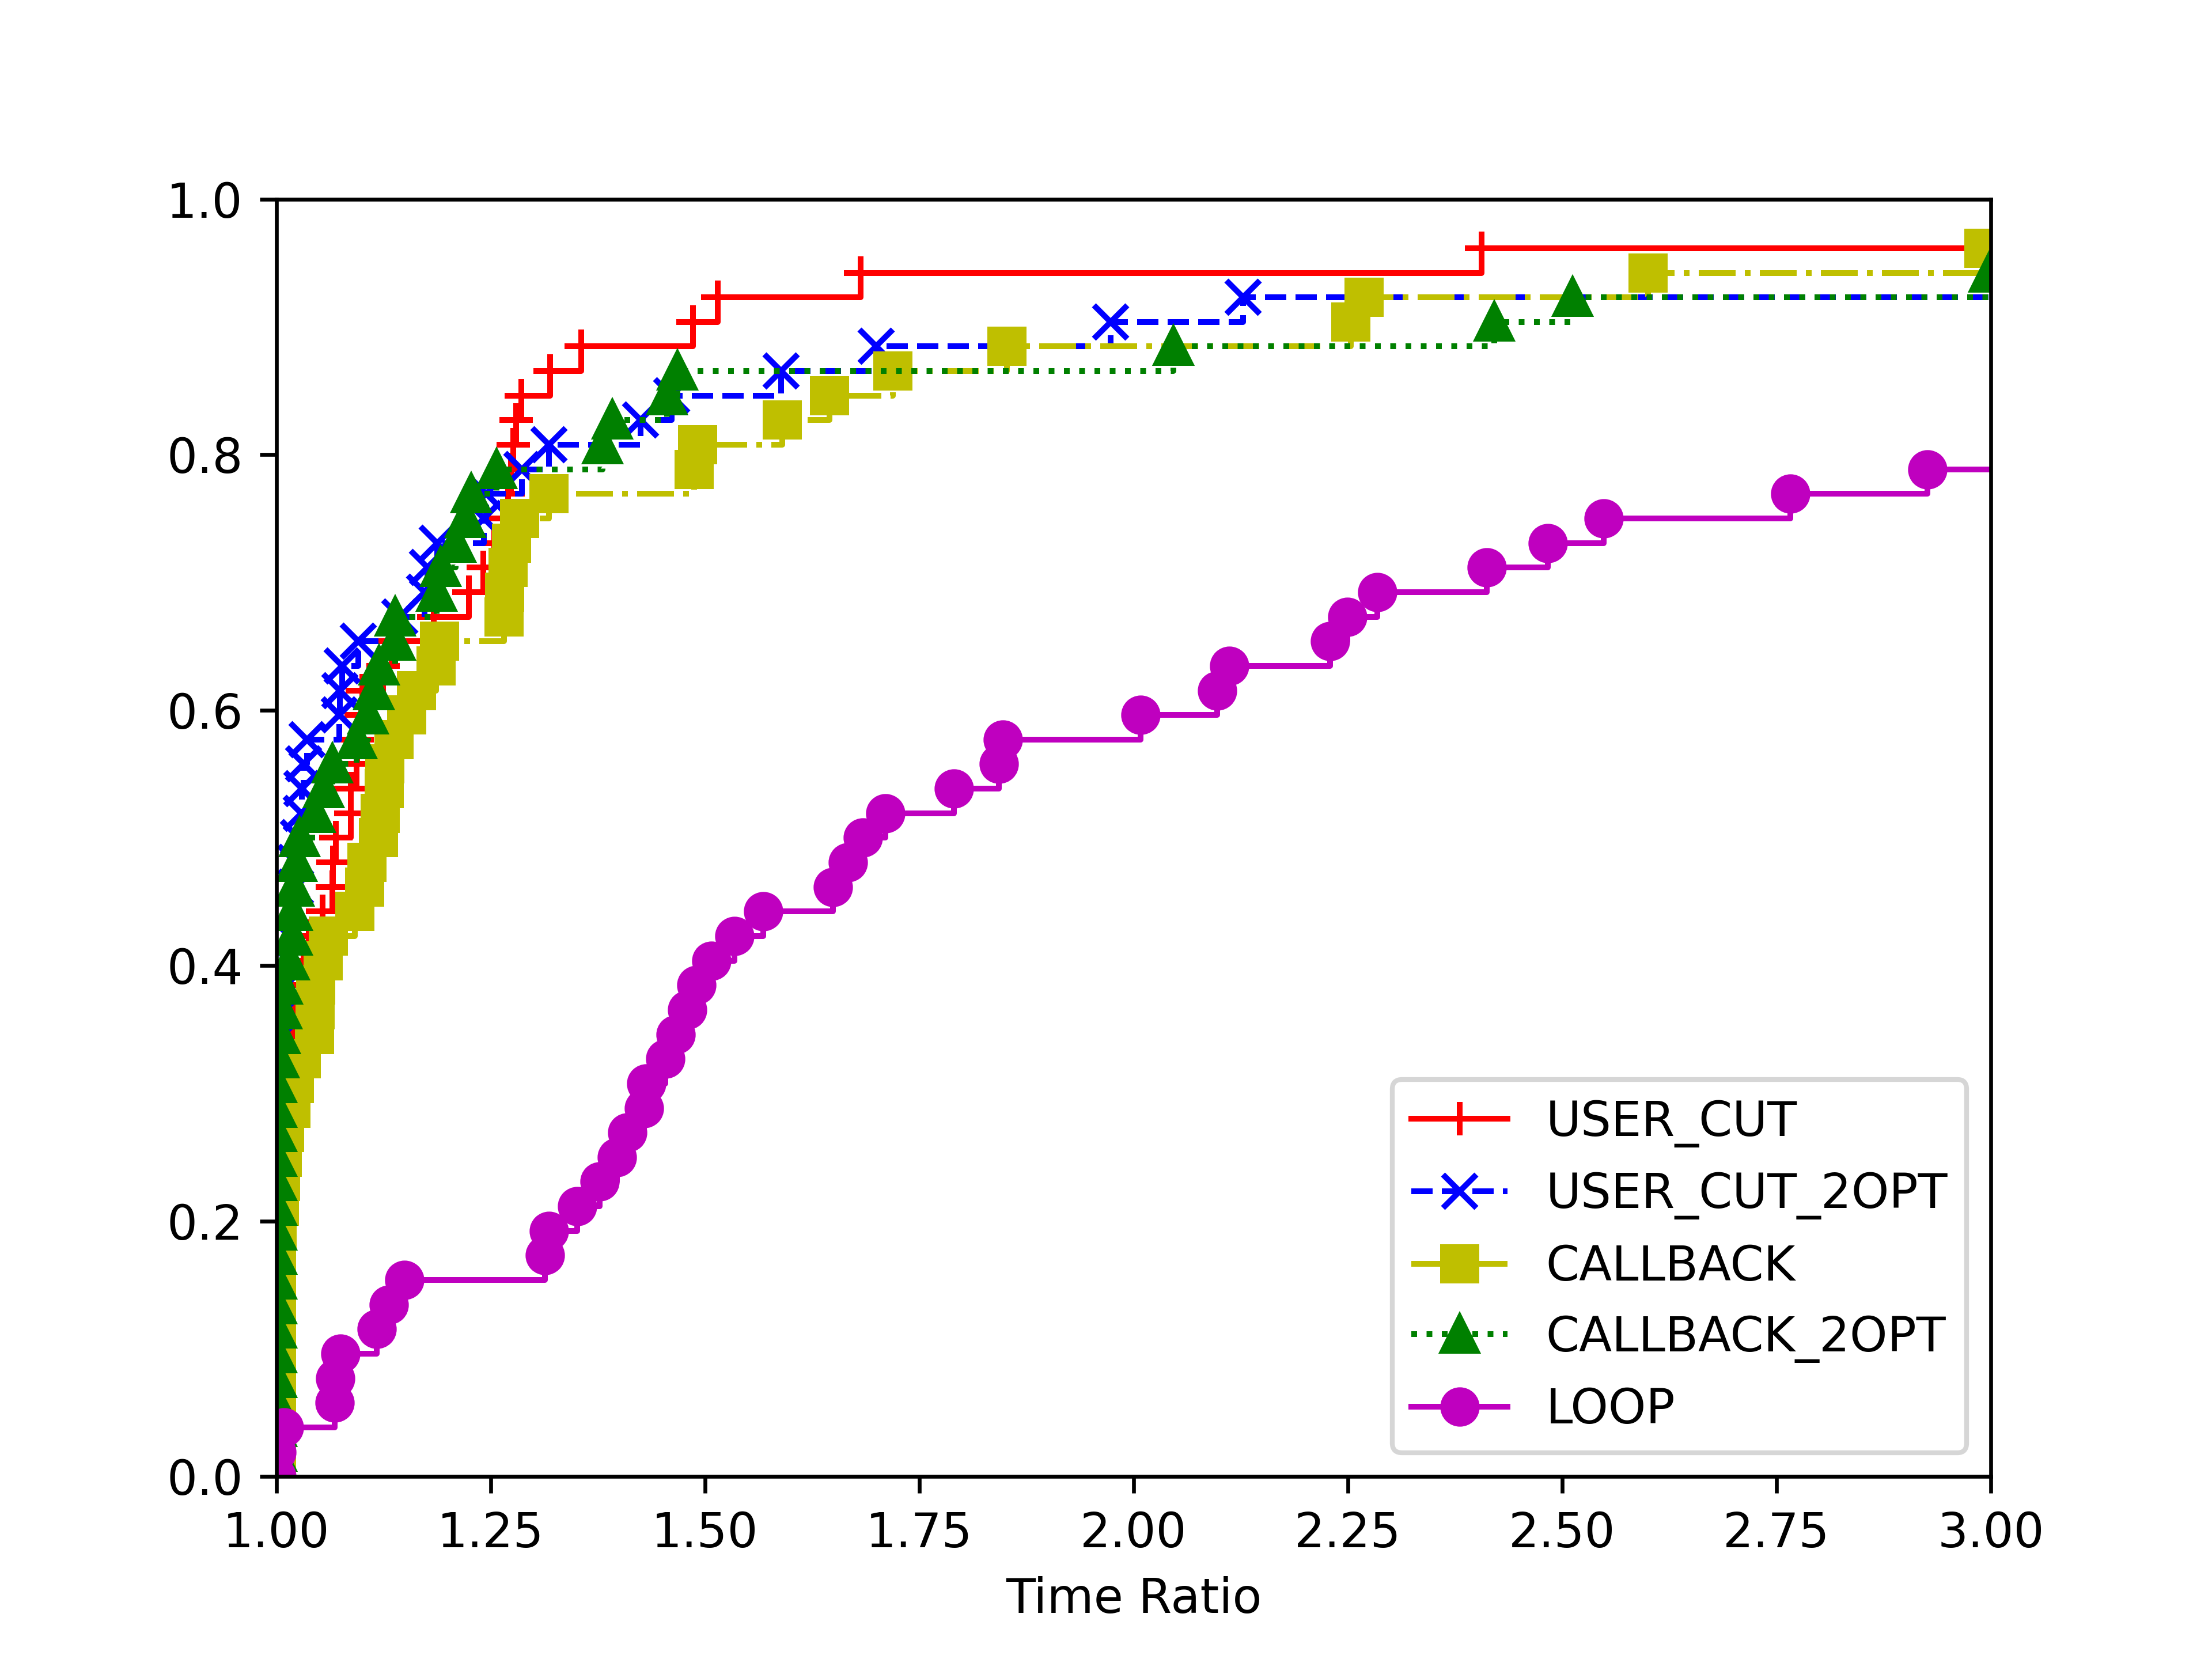 1.0
0.8
0.6
0.4
0.2
0.0
1.00 1.25 1.50 1.75 2.00 2.25 2.50 2.75 3.00
Time Ratio
USER_CUT
USER_CUT_2OPT
CALLBACK
CALLBACK_2OPT
LOOP